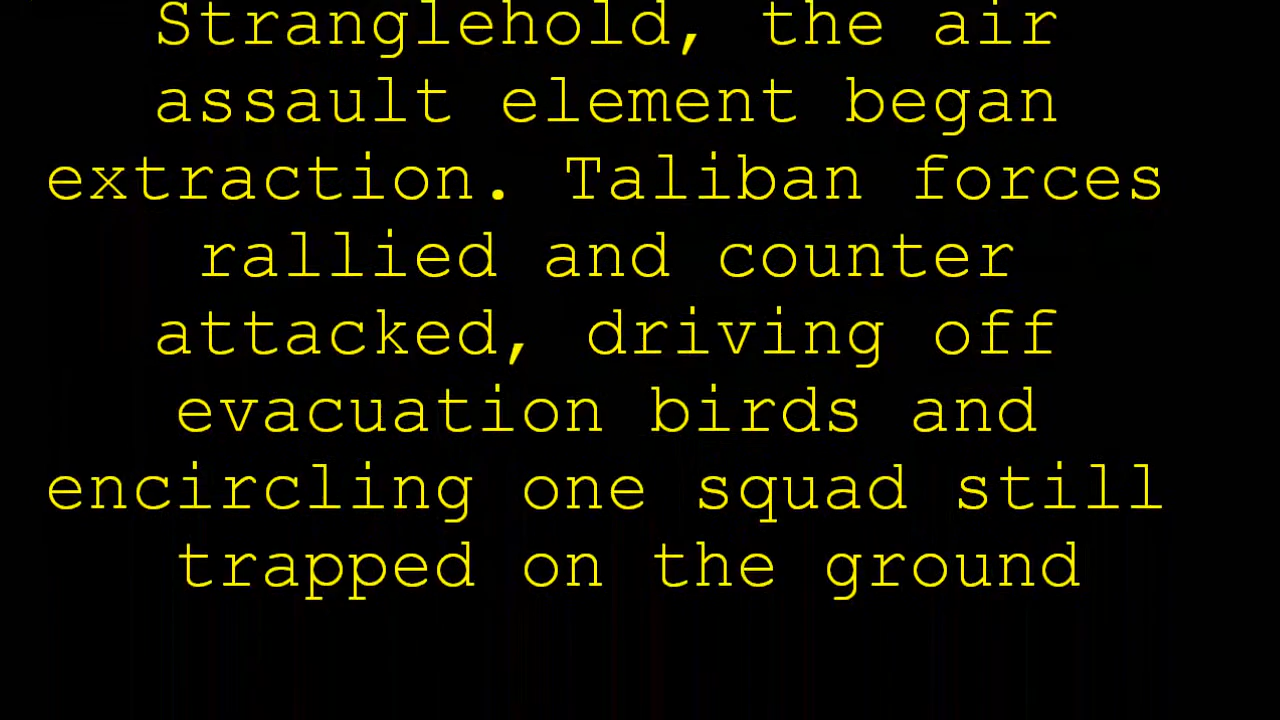 Stranglehold, the air
assault element began
extraction. Taliban forces
rallied and counter
attacked, driving off
evacuation birds and
encircling one squad still
trapped on the ground